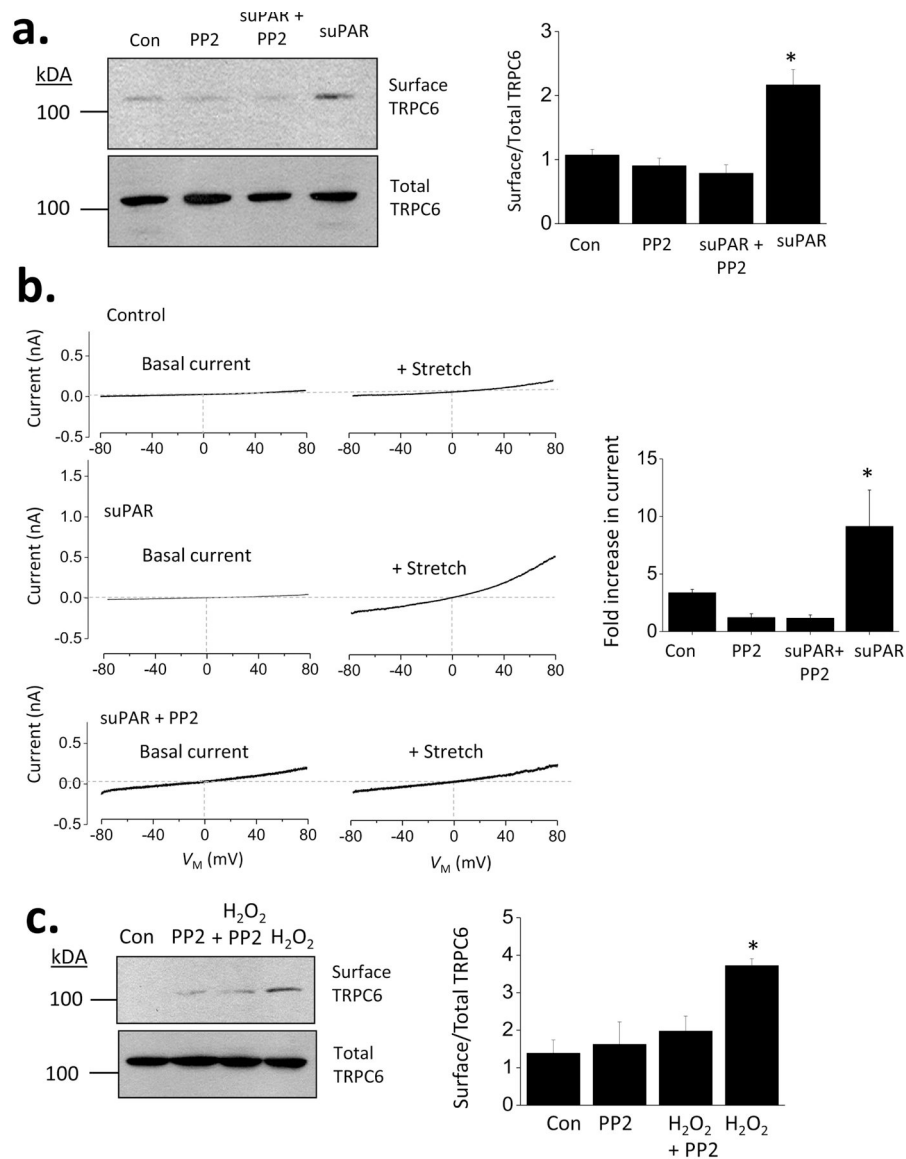 a.
Con PP2 suPAR + PP2 suPAR
kDA
100
Surface TRPC6
100
Total TRPC6
Surface/Total TRPC6
3
2
1
0
*
Con PP2 suPAR + PP2 suPAR
b.
Control
Current (nA)
0.5
0.0
-0.5
Basal current
+ Stretch
-80 -40 0 40 80
-80 -40 0 40 80
suPAR
Current (nA)
1.5
1.0
0.5
0.0
-0.5
Basal current
+ Stretch
-80 -40 0 40 80
-80 -40 0 40 80
suPAR + PP2
Current (nA)
0.5
0.0
-0.5
Basal current
+ Stretch
-80 -40 0 40 80
-80 -40 0 40 80
VM (mV)
VM (mV)
Fold increase in current
15
10
5
0
*
Con PP2 suPAR+ PP2 suPAR
c.
Con PP2 H2O2 + PP2 H2O2
kDA
100
Surface TRPC6
100
Total TRPC6
Surface/Total TRPC6
5
4
3
2
1
0
*
Con PP2 H2O2 + PP2 H2O2